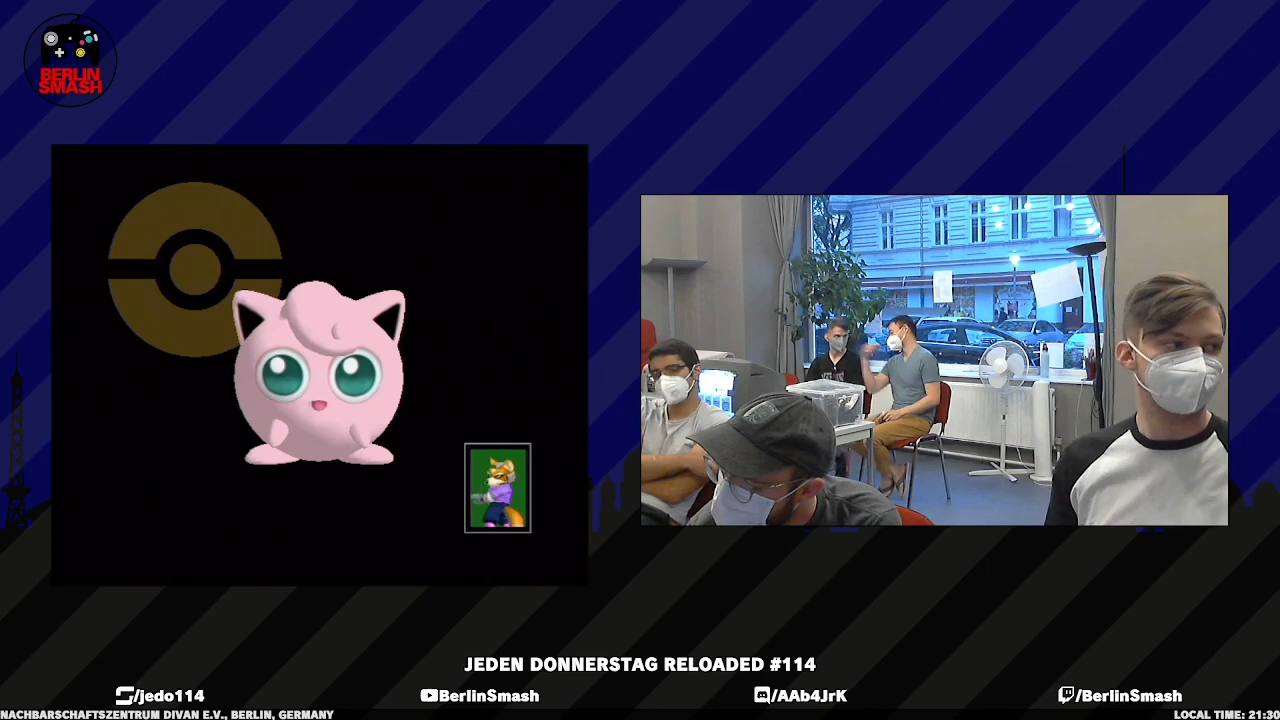 BERLIN
SMASH
JEDEN DONNERSTAG RELOADED #114
/jedo114
BerlinSmash
/AAb4JrK
/BerlinSmash
NACHBARSCHAFTSZENTRUM DIVAN E.V., BERLIN, GERMANY
LOCAL TIME: 21:30